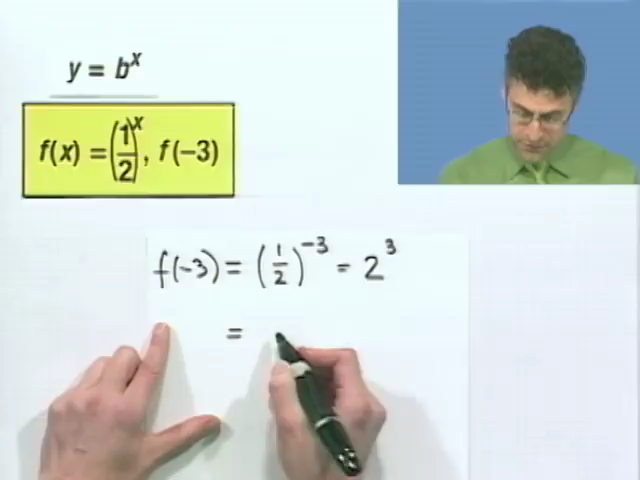 y = b^x
f(x) = (1/2)^x, f(-3)
f(-3) = (1/2)^-3 = 2^3
=